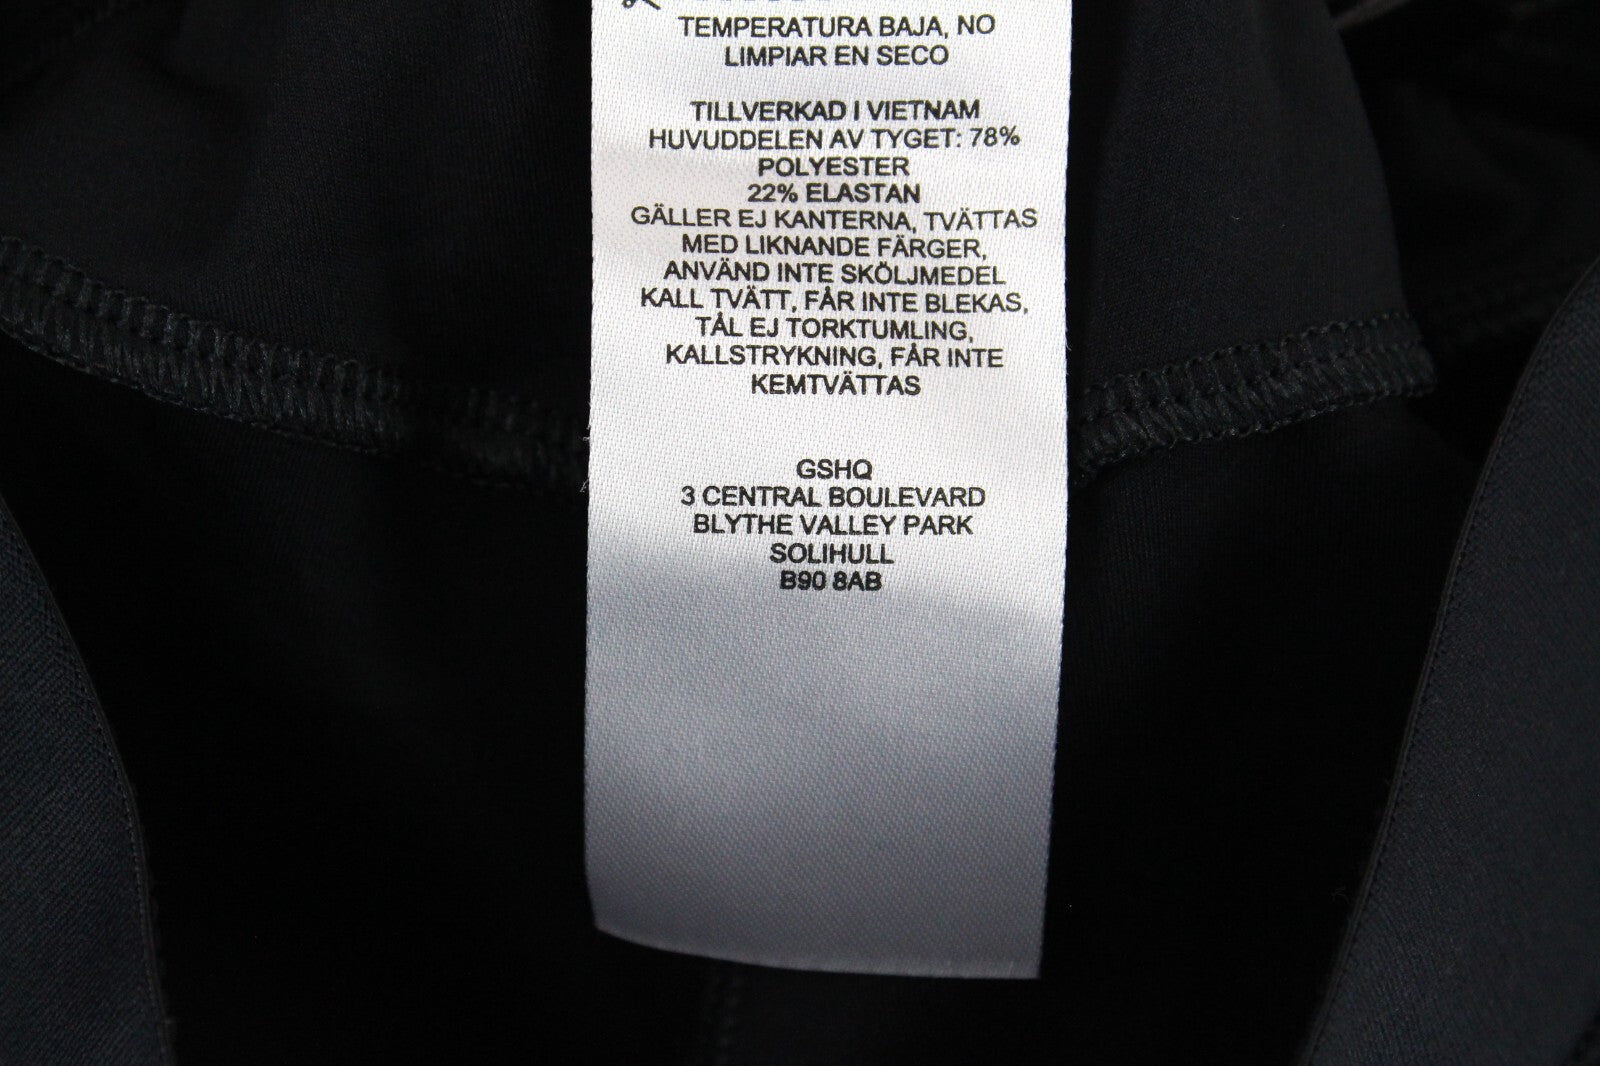 TEMPERATURA BAJA, NO
LIMPIAR EN SECO
TILLVERKAD I VIETNAM
HUVUDDELEN AV TYGET: 78%
POLYESTER
22% ELASTAN
GÄLLER EJ KANTERNA, TVÄTTAS
MED LIKNANDE FÄRGER,
ANVÄND INTE SKÖLJMEDEL
KALL TVÄTT, FÅR INTE BLEKAS,
TÅL EJ TORKTUMLING,
KALLSTRYKNING, FÅR INTE
KEMTVÄTTAS
GSHQ
3 CENTRAL BOULEVARD
BLYTHE VALLEY PARK
SOLIHULL
B90 8AB